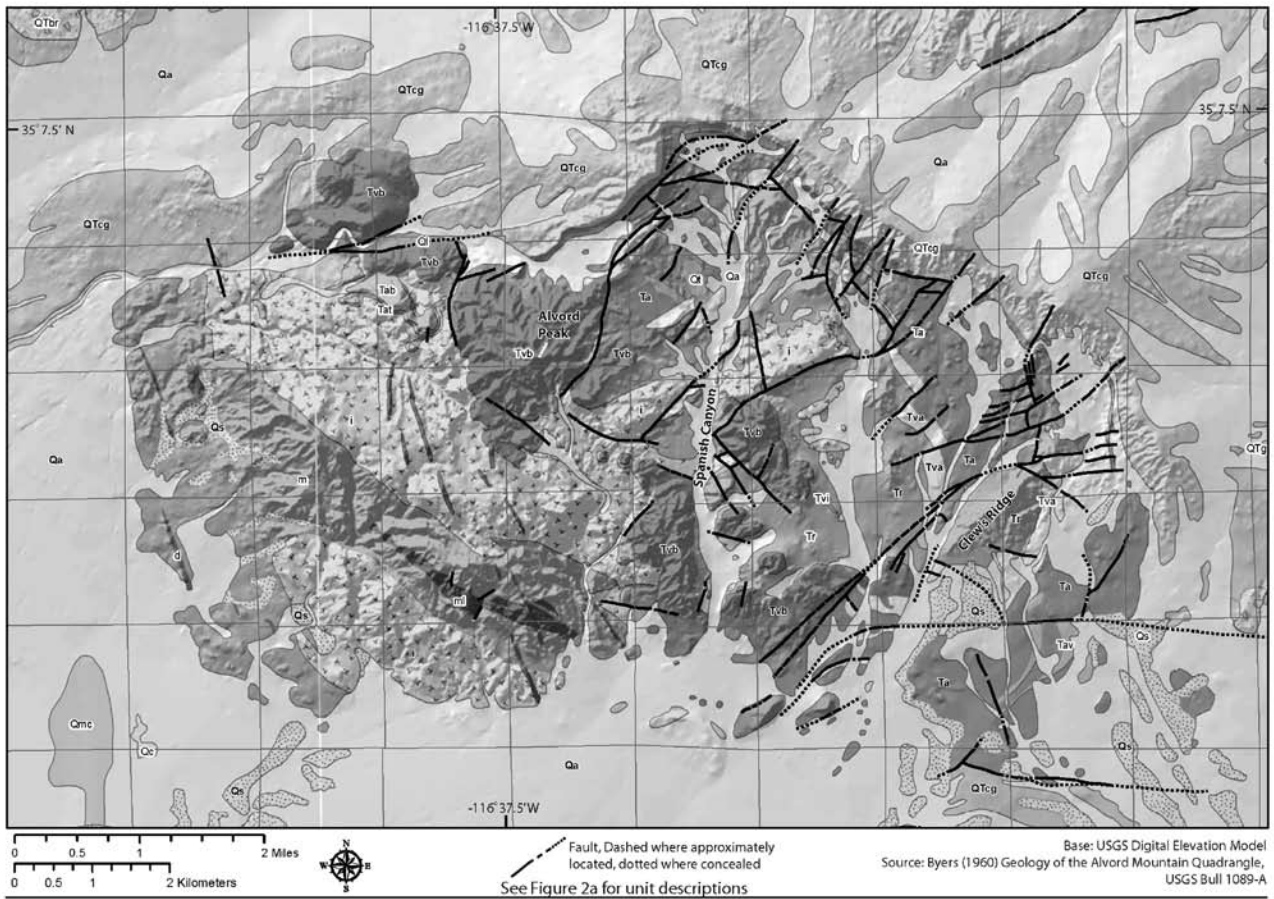 QTbr
-116° 37.5'W
Qa
QTcg
QTcg
35° 7.5' N
35° 7.5' N
QTcg
Qa
Tvb
QTcg
QTcg
Qf
QTcg
Tvb
Ta
Qf
Qa
Tab
Tat
Alvord
Peak
Ta
Tvb
Tvb
i
i
i
Tva
Tvb
Qs
Spanish Canyon
Qa
QTg
m
Tva
Ta
Tr
Tvi
Tva
Clew's Ridge
Tr
Tr
d
Tvb
Ta
ml
Tvb
Qs
Qs
Qs
Tav
Ta
Qmc
Qc
Qs
Qa
Qs
QTcg
-116° 37.5'W
0 0.5 1 2 Miles
0 0.5 1 2 Kilometers
N
W E
S
Fault, Dashed where approximately
located, dotted where concealed
See Figure 2a for unit descriptions
Base: USGS Digital Elevation Model
Source: Byers (1960) Geology of the Alvord Mountain Quadrangle,
USGS Bull 1089-A